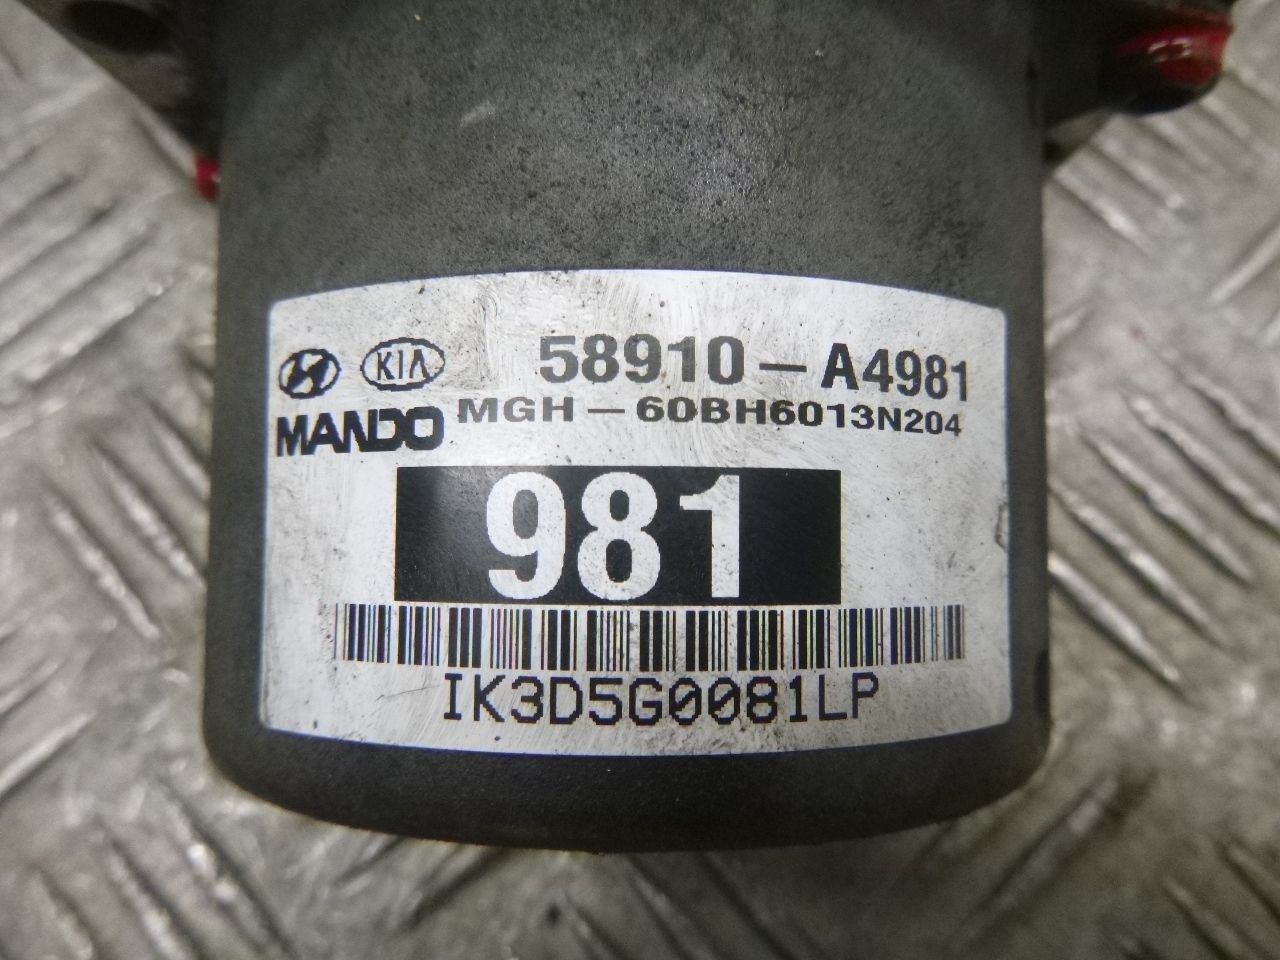 KIA 58910-A4981
MANDO MGH-60BH6013N204
981
IK3D5G0081LP